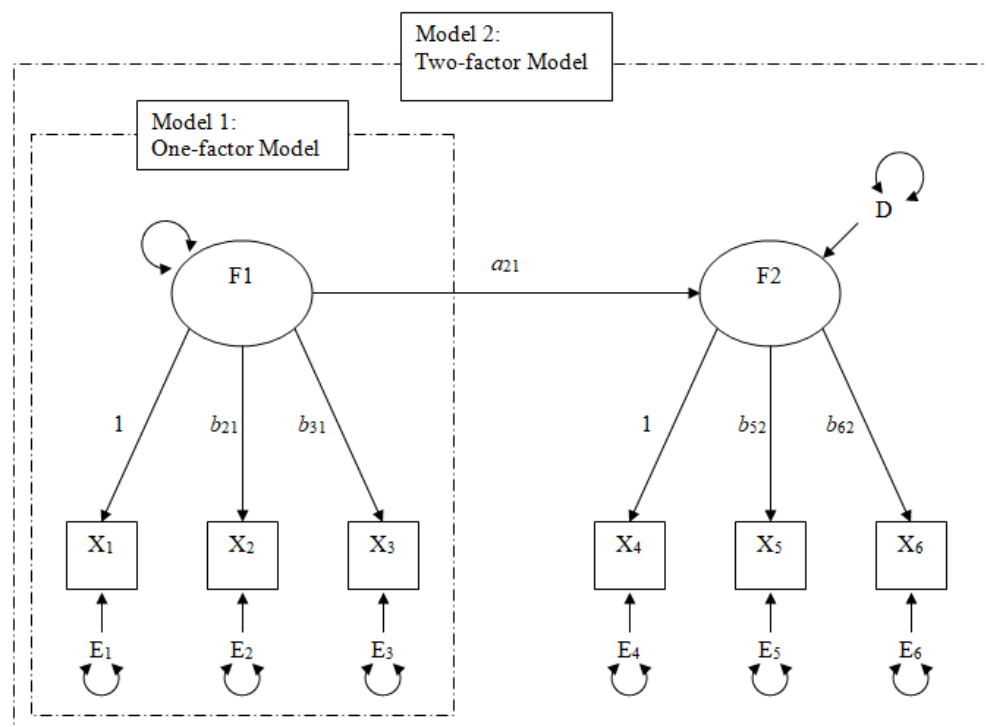 Model 2:
Two-factor Model
Model 1:
One-factor Model
D
F1
a21
F2
1
b21
b31
1
b52
b62
X1
X2
X3
X4
X5
X6
E1
E2
E3
E4
E5
E6